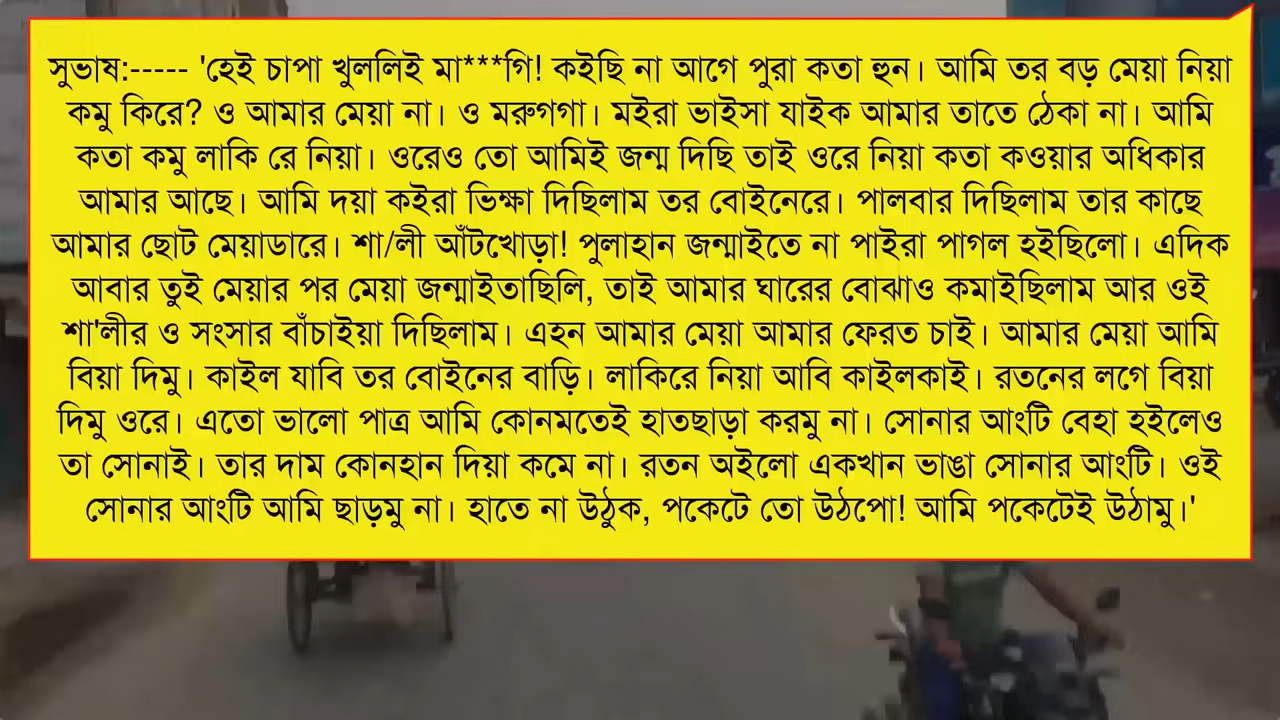 সুভাষ:----- 'হেই চাপা খুললিই মা***গি! কইছি না আগে পুরা কতা হুন। আমি তর বড় মেয়া নিয়া
কমু কিরে? ও আমার মেয়া না। ও মরুগগা। মইরা ভাইসা যাইক আমার তাতে ঠেকা না। আমি
কতা কমু লাকি রে নিয়া। ওরেও তো আমিই জন্ম দিছি তাই ওরে নিয়া কতা কওয়ার অধিকার
আমার আছে। আমি দয়া কইরা ভিক্ষা দিছিলাম তর বোইনেরে। পালবার দিছিলাম তার কাছে
আমার ছোট মেয়াডারে। শা/লী আঁটখোড়া! পুলাহান জন্মাইতে না পাইরা পাগল হইছিলো। এদিক
আবার তুই মেয়ার পর মেয়া জন্মাইতাছিলি, তাই আমার ঘারের বোঝাও কমাইছিলাম আর ওই
শা'লীর ও সংসার বাঁচাইয়া দিছিলাম। এহন আমার মেয়া আমার ফেরত চাই। আমার মেয়া আমি
বিয়া দিমু। কাইল যাবি তর বোইনের বাড়ি। লাকিরে নিয়া আবি কাইলকাই। রতনের লগে বিয়া
দিমু ওরে। এতো ভালো পাত্র আমি কোনমতেই হাতছাড়া করমু না। সোনার আংটি বেহা হইলেও
তা সোনাই। তার দাম কোনহান দিয়া কমে না। রতন অইলো একখান ভাঙা সোনার আংটি। ওই
সোনার আংটি আমি ছাড়মু না। হাতে না উঠুক, পকেটে তো উঠপো! আমি পকেটেই উঠামু।'